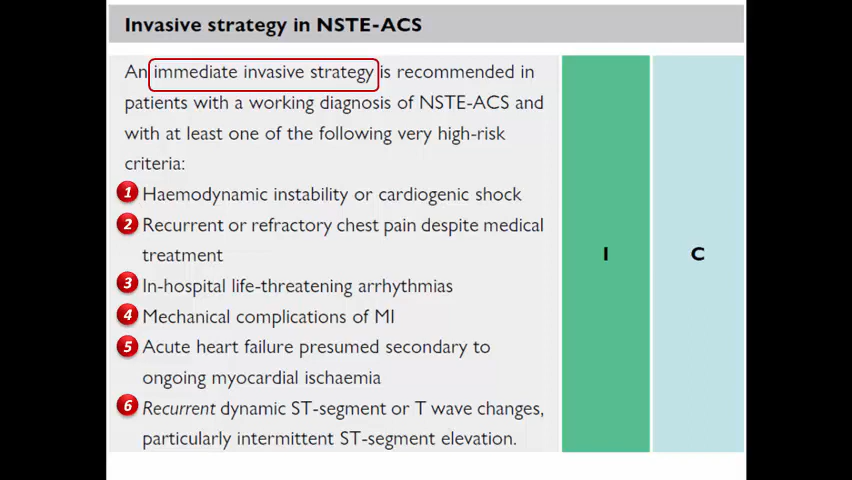 Invasive strategy in NSTE-ACS
An immediate invasive strategy is recommended in
patients with a working diagnosis of NSTE-ACS and
with at least one of the following very high-risk
criteria:
1 Haemodynamic instability or cardiogenic shock
2 Recurrent or refractory chest pain despite medical
treatment
3 In-hospital life-threatening arrhythmias
4 Mechanical complications of MI
5 Acute heart failure presumed secondary to
ongoing myocardial ischaemia
6 Recurrent dynamic ST-segment or T wave changes,
particularly intermittent ST-segment elevation.
I
C